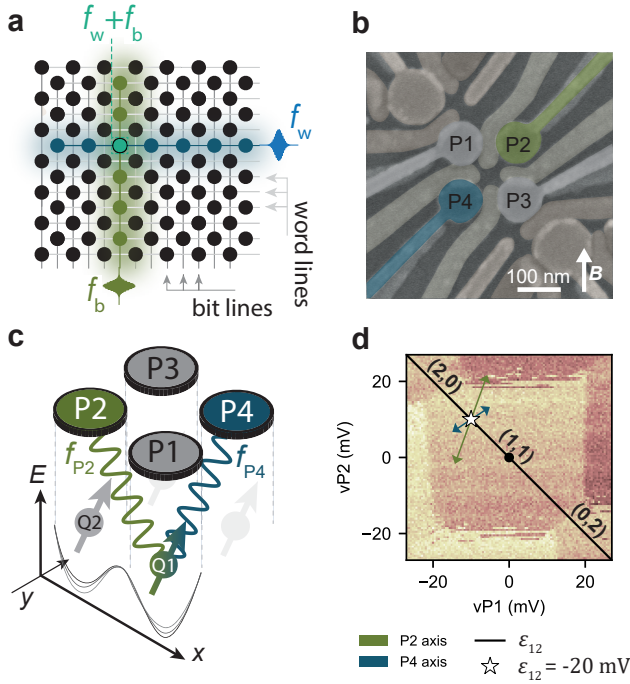 a
f_w + f_b
f_w
word lines
f_b
bit lines
b
P1
P2
P4
P3
100 nm
B
c
P3
P2
P4
P1
f_P2
f_P4
E
Q2
Q1
y
x
d
(2,0)
(1,1)
(0,2)
vP2 (mV)
20
0
−20
−20
0
20
vP1 (mV)
P2 axis
ε₁₂
P4 axis
ε₁₂ = -20 mV